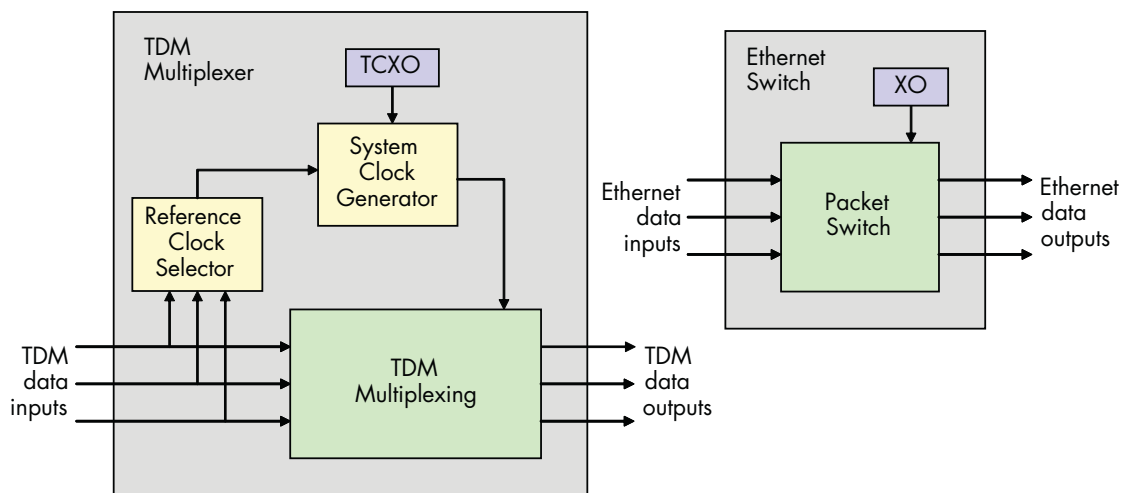 TDM
Multiplexer
TCXO
System
Clock
Generator
Reference
Clock
Selector
TDM
data
inputs
TDM
Multiplexing
TDM
data
outputs
Ethernet
Switch
XO
Ethernet
data
inputs
Packet
Switch
Ethernet
data
outputs